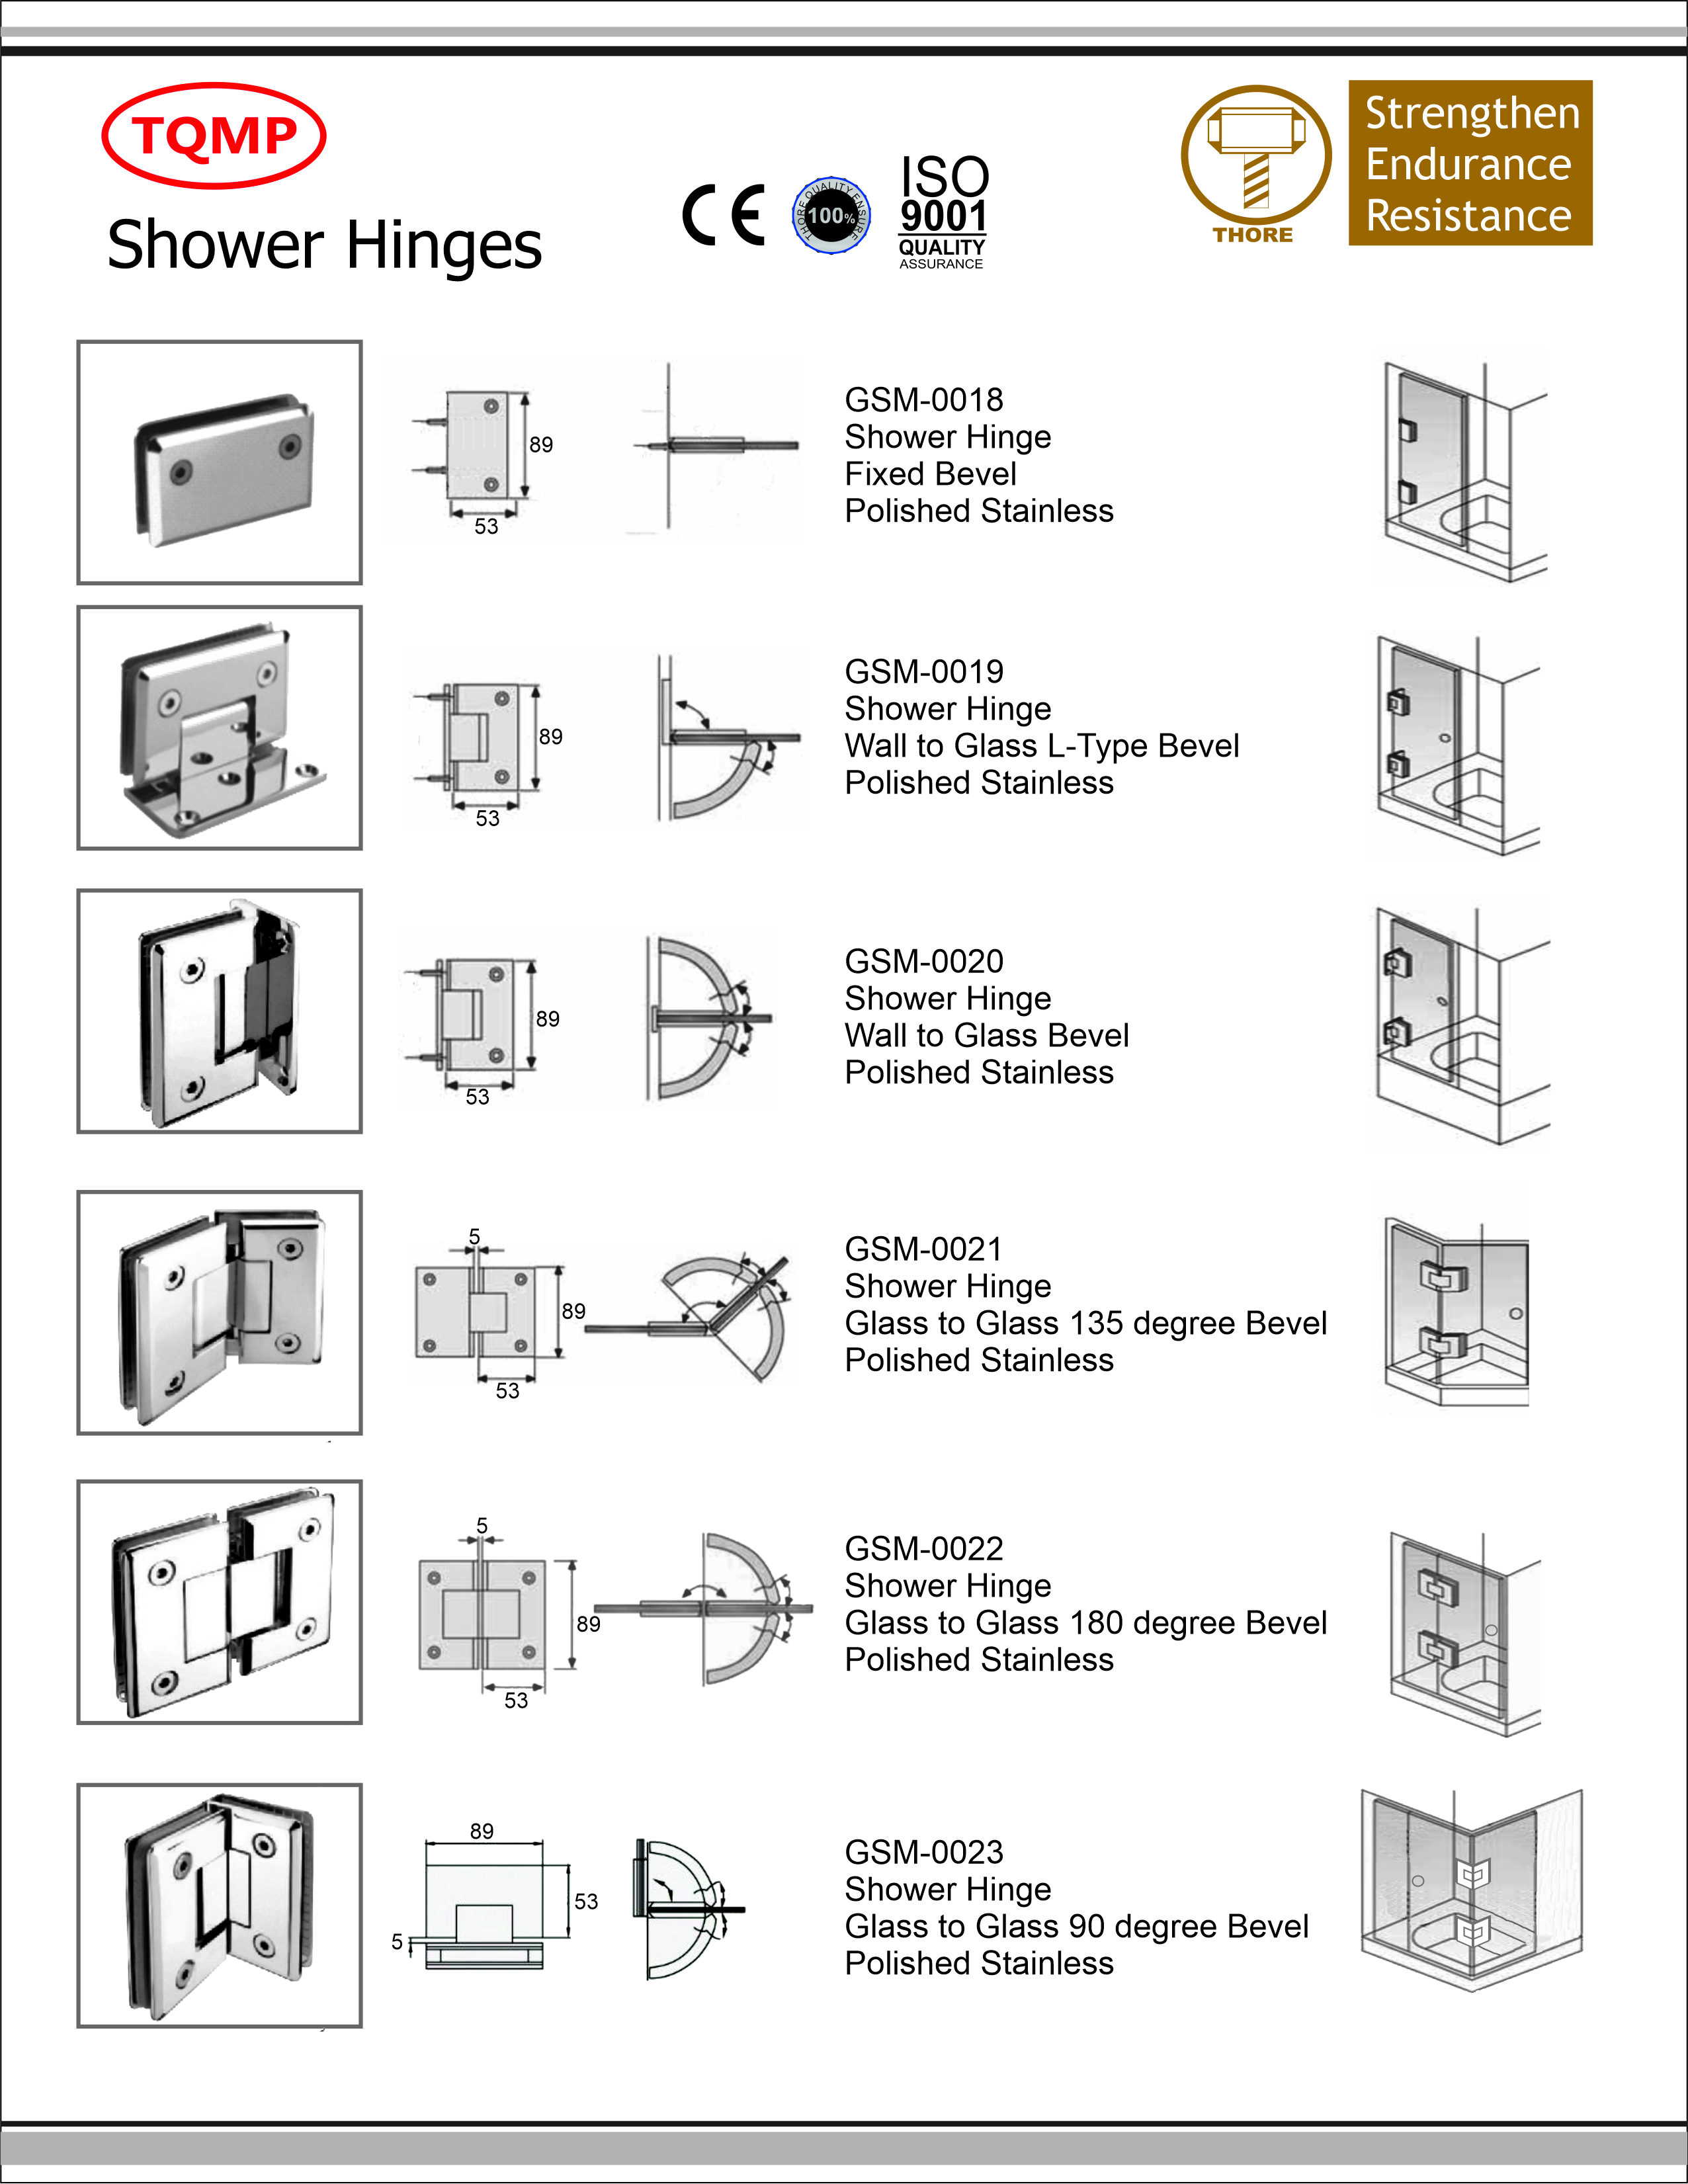 TQMP
Shower Hinges
CE
THORE QUALITY ENSURE
100%
ISO
9001
QUALITY
ASSURANCE
THORE
Strengthen
Endurance
Resistance
89
53
GSM-0018
Shower Hinge
Fixed Bevel
Polished Stainless
89
53
GSM-0019
Shower Hinge
Wall to Glass L-Type Bevel
Polished Stainless
89
53
GSM-0020
Shower Hinge
Wall to Glass Bevel
Polished Stainless
5
89
53
GSM-0021
Shower Hinge
Glass to Glass 135 degree Bevel
Polished Stainless
5
89
53
GSM-0022
Shower Hinge
Glass to Glass 180 degree Bevel
Polished Stainless
89
53
5
GSM-0023
Shower Hinge
Glass to Glass 90 degree Bevel
Polished Stainless